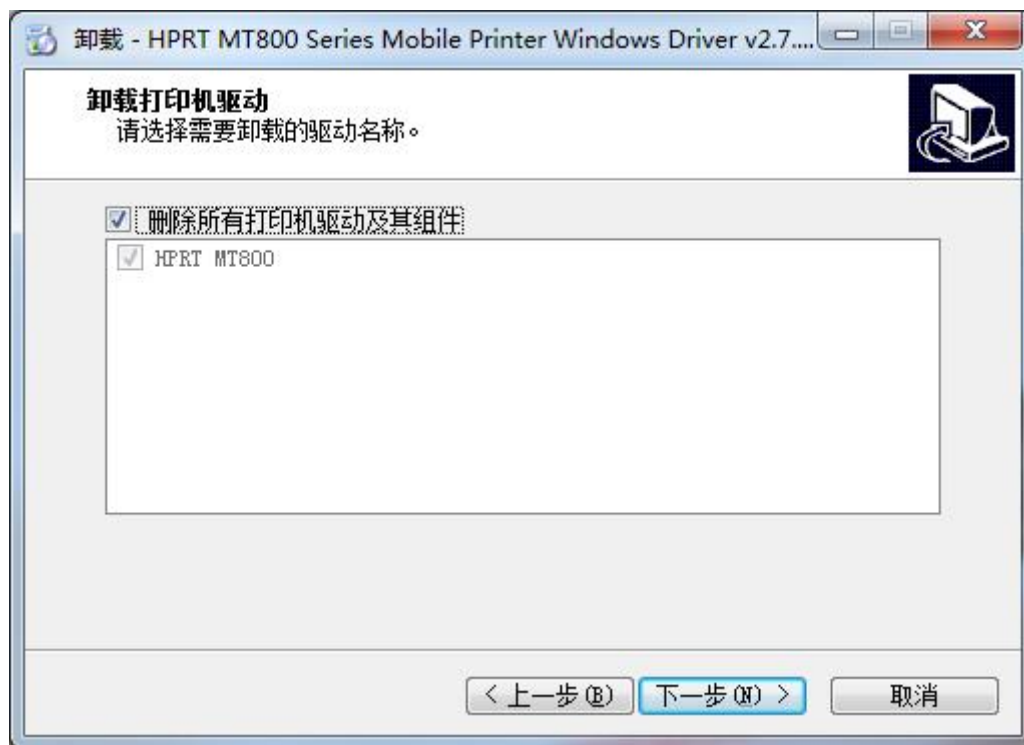 卸载 - HPRT MT800 Series Mobile Printer Windows Driver v2.7....
卸载打印机驱动
请选择需要卸载的驱动名称。
删除所有打印机驱动及其组件
HPRT MT800
< 上一步(B)
下一步(N) >
取消